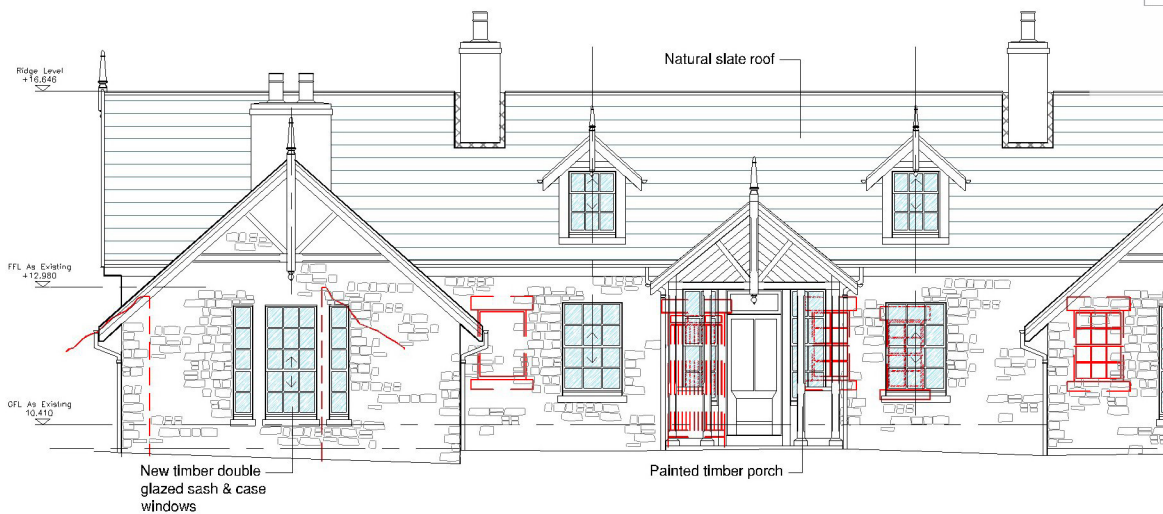 Ridge Level
+16.646
Natural slate roof
FFL As Existing
+12.980
GFL As Existing
10.410
New timber double
glazed sash & case
windows
Painted timber porch